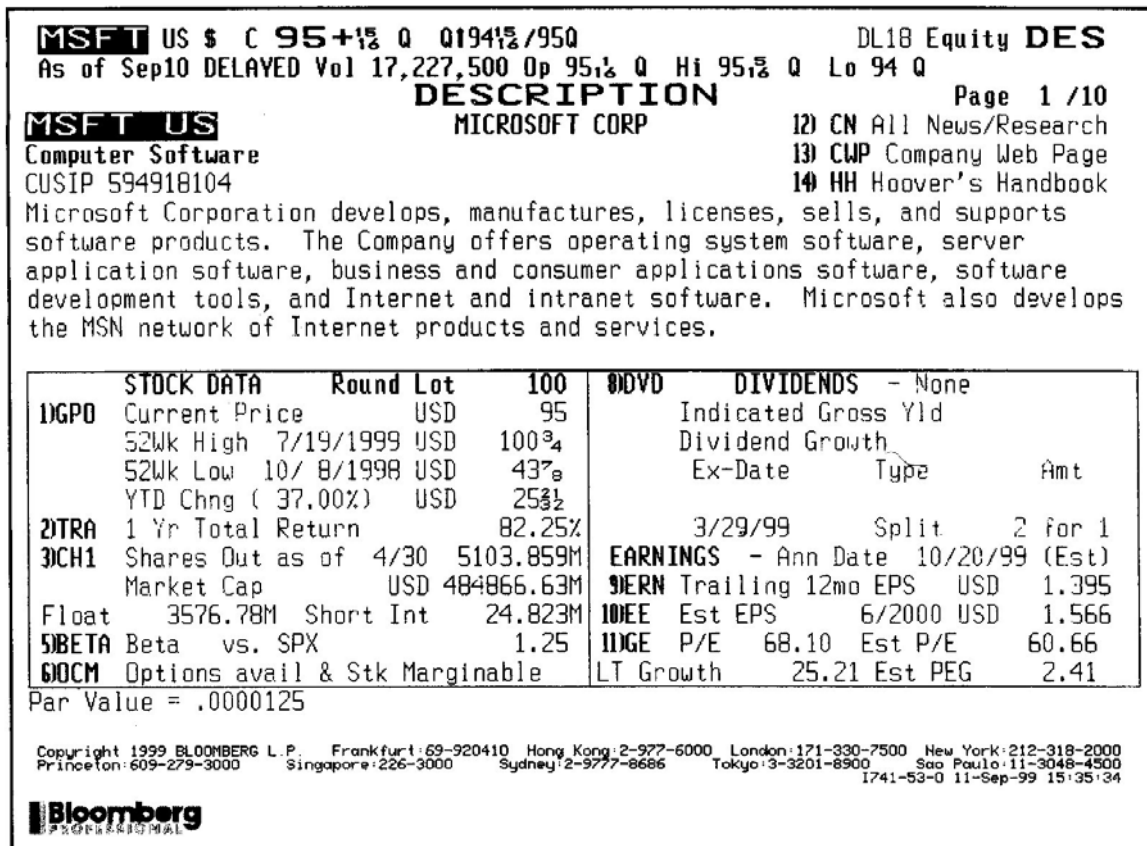 MSFT US $ C 95+15/16 Q Q194 15/16/95Q DL18 Equity DES
As of Sep10 DELAYED Vol 17,227,500 Op 95 1/16 Q Hi 95 5/16 Q Lo 94 Q
DESCRIPTION Page 1 /10
MSFT US MICROSOFT CORP 12) CN All News/Research
Computer Software 13) CWP Company Web Page
CUSIP 594918104 14) HH Hoover's Handbook
Microsoft Corporation develops, manufactures, licenses, sells, and supports
software products. The Company offers operating system software, server
application software, business and consumer applications software, software
development tools, and Internet and intranet software. Microsoft also develops
the MSN network of Internet products and services.
STOCK DATA Round Lot 100 8)DVD DIVIDENDS - None
1)GPO Current Price USD 95 Indicated Gross Yld
52Wk High 7/19/1999 USD 100 3/4 Dividend Growth
52Wk Low 10/ 8/1998 USD 43 7/8 Ex-Date Type Amt
YTD Chng ( 37.00%) USD 25 21/32
2)TRA 1 Yr Total Return 82.25% 3/29/99 Split 2 for 1
3)CH1 Shares Out as of 4/30 5103.859M EARNINGS - Ann Date 10/20/99 (Est)
Market Cap USD 484866.63M 9)ERN Trailing 12mo EPS USD 1.395
Float 3576.78M Short Int 24.823M 10)EE Est EPS 6/2000 USD 1.566
5)BETA Beta vs. SPX 1.25 11)GE P/E 68.10 Est P/E 60.66
6)OCM Options avail & Stk Marginable LT Growth 25.21 Est PEG 2.41
Par Value = .0000125
Copyright 1999 BLOOMBERG L.P. Frankfurt:69-920410 Hong Kong:2-977-6000 London:171-330-7500 New York:212-318-2000
Princeton:609-279-3000 Singapore:226-3000 Sydney:2-9777-8686 Tokyo:3-3201-8900 Sao Paulo:11-3048-4500
I741-53-0 11-Sep-99 15:35:34
Bloomberg
PROFESSIONAL